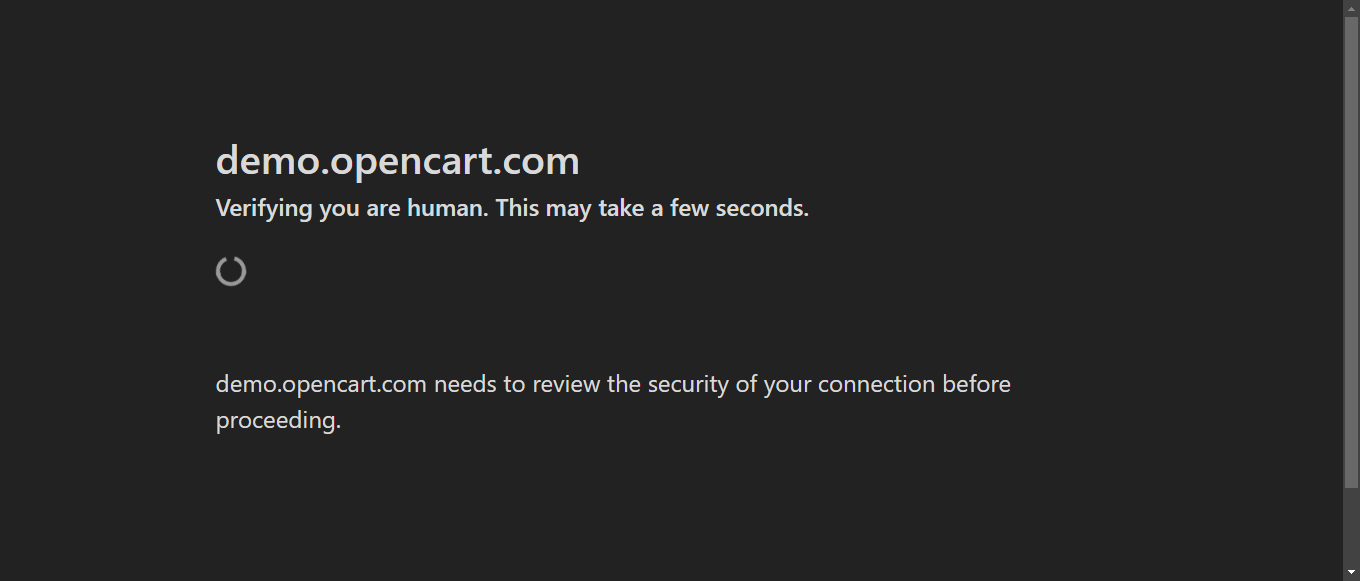 demo.opencart.com
Verifying you are human. This may take a few seconds.
demo.opencart.com needs to review the security of your connection before
proceeding.